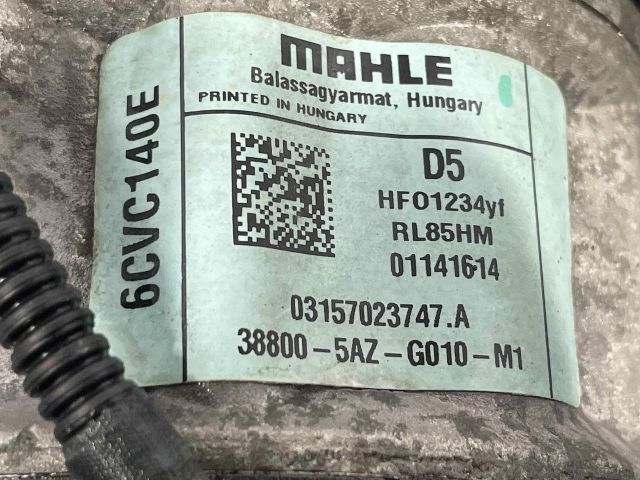 MAHLE
Balassagyarmat, Hungary
PRINTED IN HUNGARY
6CVC140E
D5
HFO1234yf
RL85HM
01141614
03157023747.A
38800-5AZ-G010-M1